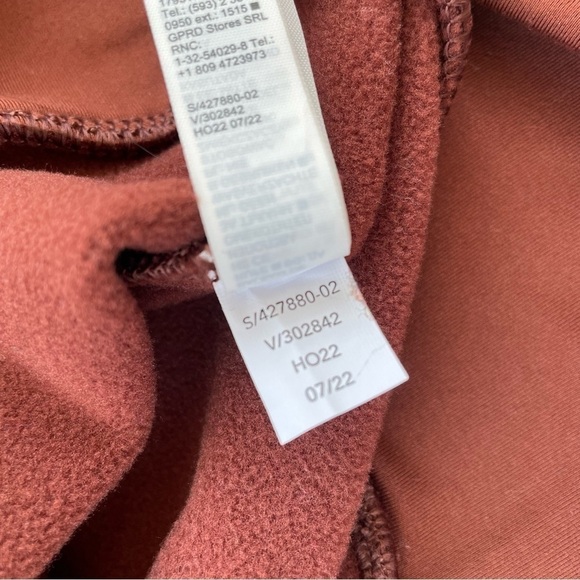 Tel.: (593) 2
0950 ext.: 1515
GPRD Stores SRL
RNC:
1-32-54029-8 Tel.:
+1 809 4723973
S/427880-02
V/302842
HO22 07/22
S/427880-02
V/302842
HO22
07/22